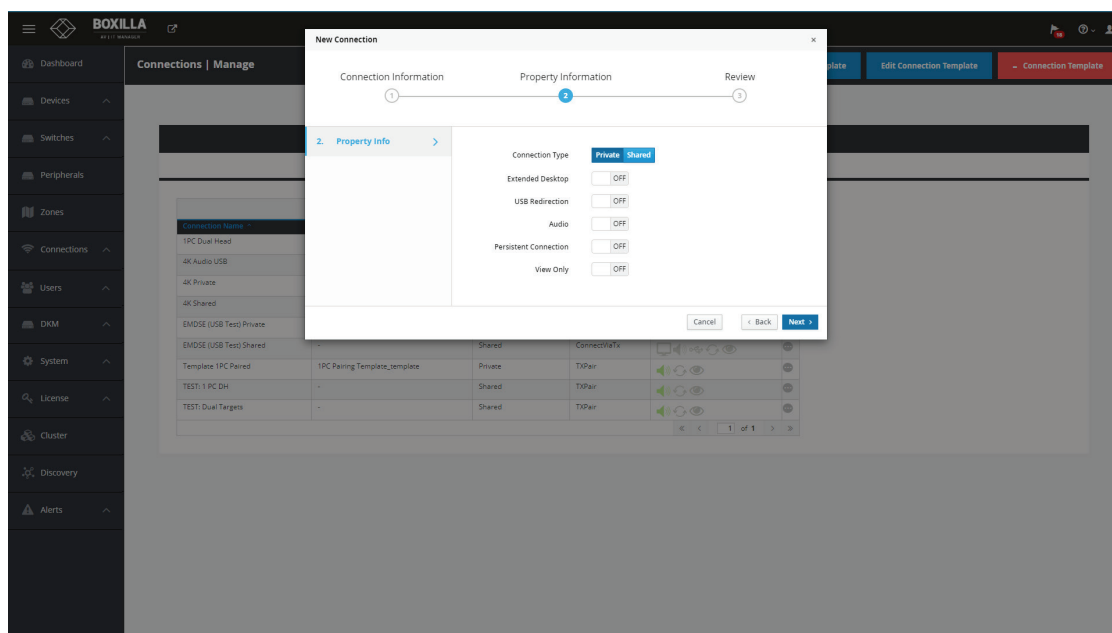 BOXILLA
18
New Connection
×
Dashboard
Connections | Manage
plate
Edit Connection Template
- Connection Template
Connection Information
Property Information
Review
1
2
3
Devices
Switches
Peripherals
Zones
Connections
Users
DKM
System
License
Cluster
Discovery
Alerts
2. Property Info
Connection Type
Private Shared
Extended Desktop OFF
USB Redirection OFF
Audio OFF
Persistent Connection OFF
View Only OFF
Cancel
< Back
Next >
Connection Name
1PC Dual Head
4K Audio USB
4K Private
4K Shared
EMDSE (USB Test) Private
EMDSE (USB Test) Shared - Shared ConnectViaTx
Template 1PC Paired 1PC Pairing Template_template Private TXPair
TEST: 1 PC DH - Shared TXPair
TEST: Dual Targets - Shared TXPair
1 of 1